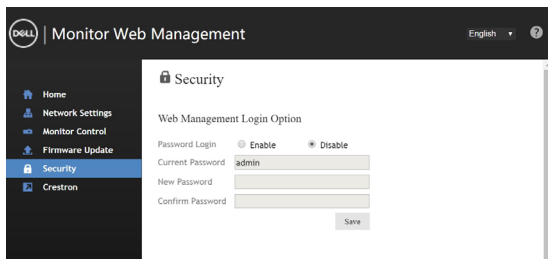 DELL | Monitor Web Management
English
?
Home
Network Settings
Monitor Control
Firmware Update
Security
Crestron
Security
Web Management Login Option
Password Login Enable Disable
Current Password admin
New Password
Confirm Password
Save